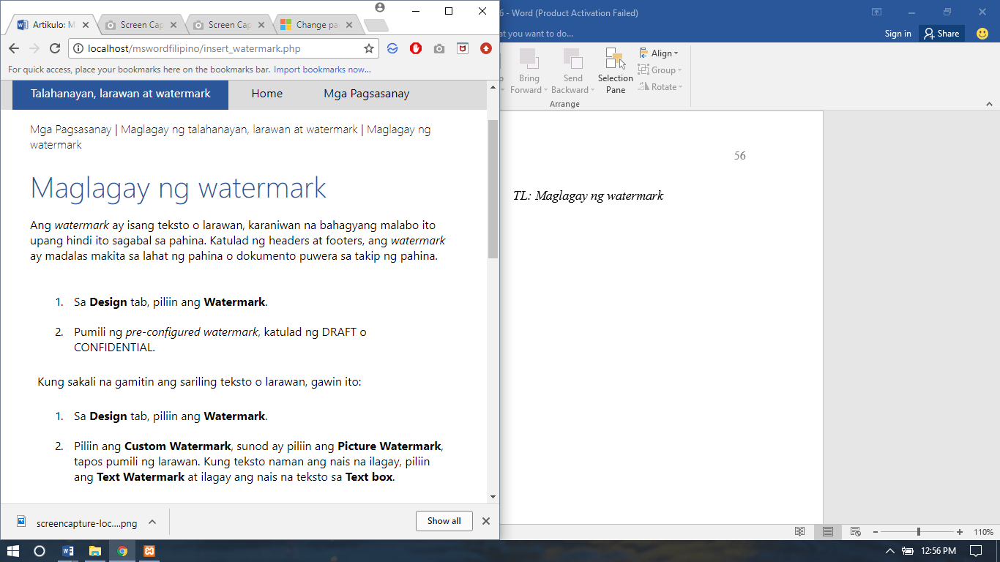 Artikulo: M
Screen Cap
Screen Cap
Change pa
localhost/mswordfilipino/insert_watermark.php
For quick access, place your bookmarks here on the bookmarks bar. Import bookmarks now...
Talahanayan, larawan at watermark
Home
Mga Pagsasanay
Mga Pagsasanay | Maglagay ng talahanayan, larawan at watermark | Maglagay ng
watermark
Maglagay ng watermark
Ang watermark ay isang teksto o larawan, karaniwan na bahagyang malabo ito
upang hindi ito sagabal sa pahina. Katulad ng headers at footers, ang watermark
ay madalas makita sa lahat ng pahina o dokumento puwera sa takip ng pahina.
1. Sa Design tab, piliin ang Watermark.
2. Pumili ng pre-configured watermark, katulad ng DRAFT o
CONFIDENTIAL.
Kung sakali na gamitin ang sariling teksto o larawan, gawin ito:
1. Sa Design tab, piliin ang Watermark.
2. Piliin ang Custom Watermark, sunod ay piliin ang Picture Watermark,
tapos pumili ng larawan. Kung teksto naman ang nais na ilagay, piliin
ang Text Watermark at ilagay ang nais na teksto sa Text box.
screencapture-loc....png
Show all
6 - Word (Product Activation Failed)
at you want to do...
Sign in
Share
Bring
Forward
Send
Backward
Selection
Pane
Align
Group
Rotate
Arrange
56
TL: Maglagay ng watermark
110%
12:56 PM